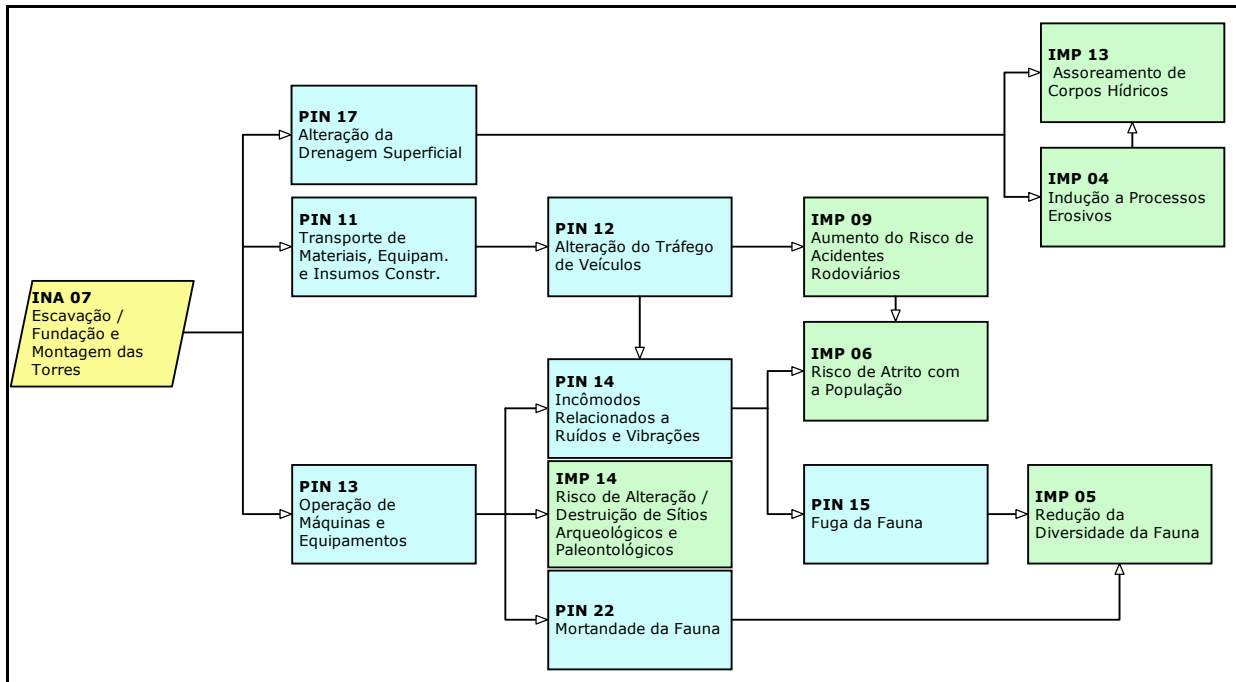 INA 07
Escavação /
Fundação e
Montagem das
Torres
PIN 17
Alteração da
Drenagem Superficial
PIN 11
Transporte de
Materiais, Equipam.
e Insumos Constr.
PIN 13
Operação de
Máquinas e
Equipamentos
PIN 12
Alteração do Tráfego
de Veículos
PIN 14
Incômodos
Relacionados a
Ruídos e Vibrações
IMP 14
Risco de Alteração /
Destruição de Sítios
Arqueológicos e
Paleontológicos
PIN 22
Mortandade da Fauna
IMP 09
Aumento do Risco de
Acidentes
Rodoviários
IMP 06
Risco de Atrito com
a População
PIN 15
Fuga da Fauna
IMP 13
Assoreamento de
Corpos Hídricos
IMP 04
Indução a Processos
Erosivos
IMP 05
Redução da
Diversidade da Fauna